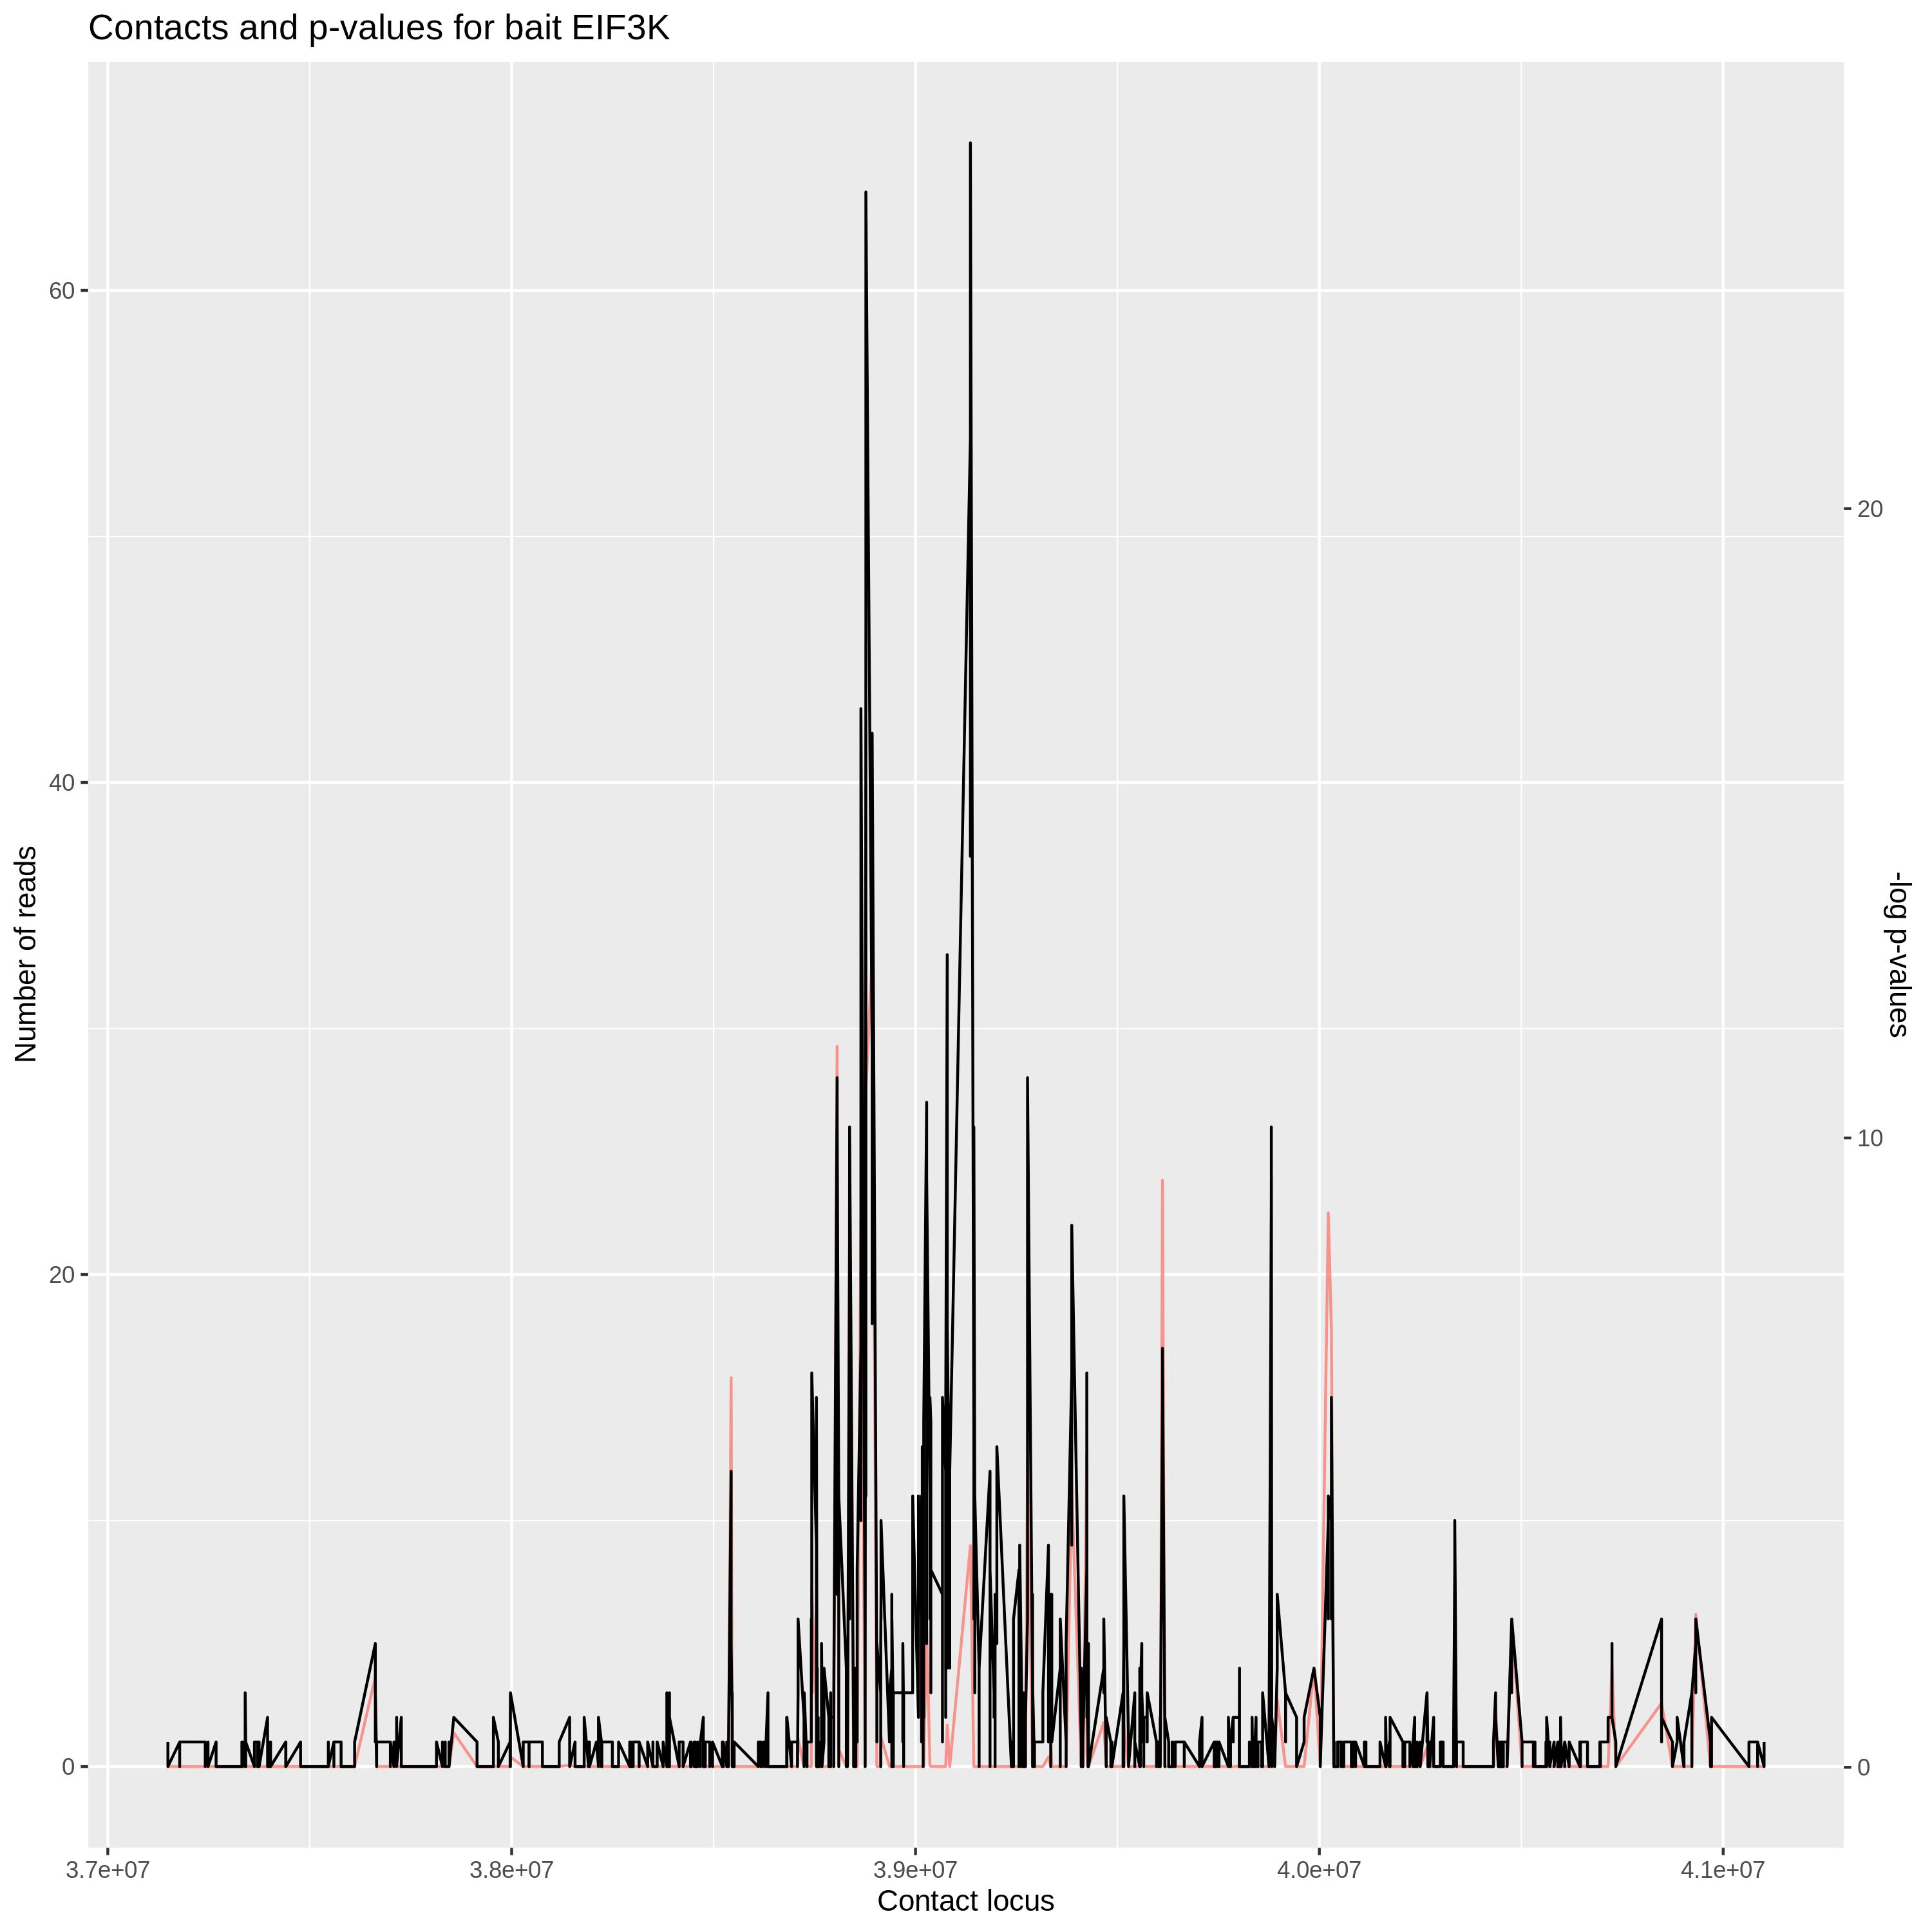 Contacts and p-values for bait EIF3K
60
40
20
0
Number of reads
20
10
0
-log p-values
3.7e+07 3.8e+07 3.9e+07 4.0e+07 4.1e+07
Contact locus